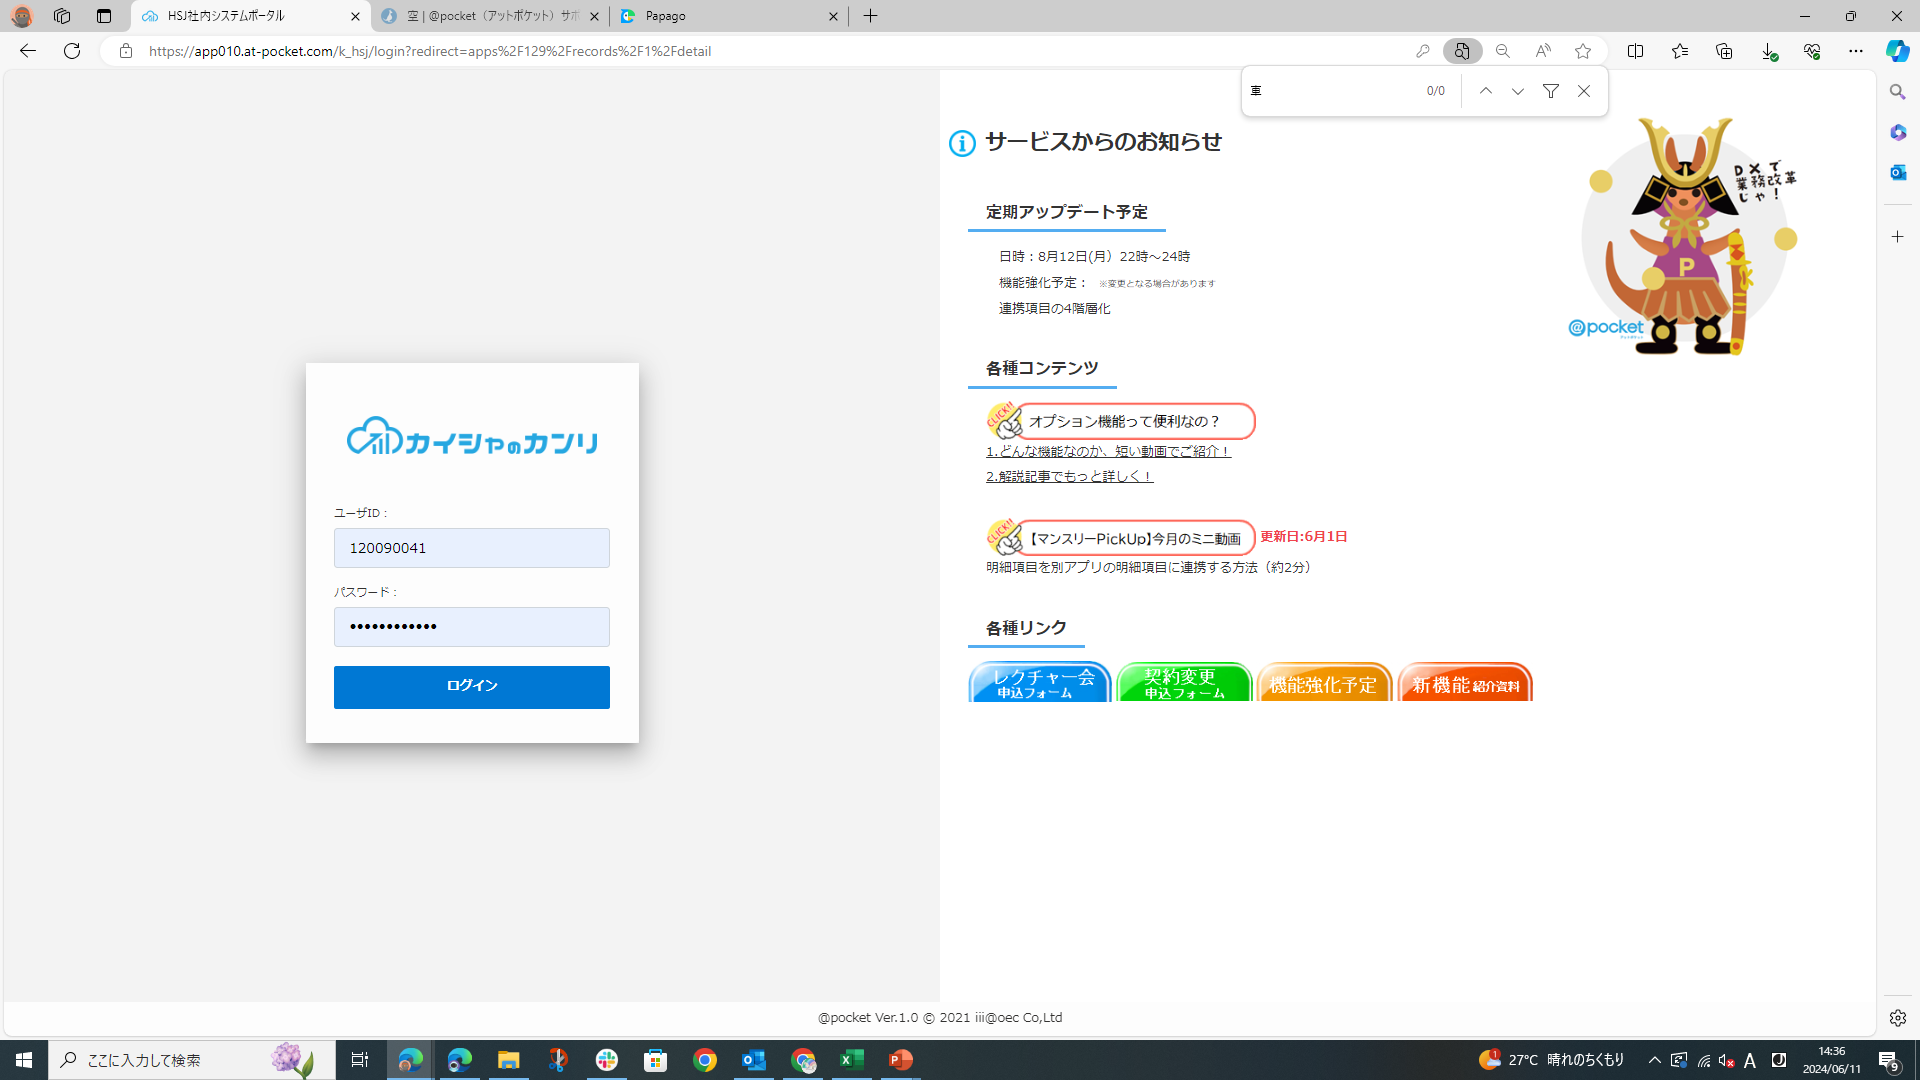 HSJ社内システムポータル
空 | @pocket（アットポケット）サポ
Papago
https://app010.at-pocket.com/k_hsj/login?redirect=apps%2F129%2Frecords%2F1%2Fdetail
車
0/0
カイシャのカンリ
ユーザID：
120090041
パスワード：
••••••••••••
ログイン
サービスからのお知らせ
DXで
業務改革
じゃ！
P
@pocket
アットポケット
定期アップデート予定
日時：8月12日(月）22時～24時
機能強化予定： ※変更となる場合があります
連携項目の4階層化
各種コンテンツ
CLICK!!
オプション機能って便利なの？
1.どんな機能なのか、短い動画でご紹介！
2.解説記事でもっと詳しく！
CLICK!!
【マンスリーPickUp】今月のミニ動画 更新日:6月1日
明細項目を別アプリの明細項目に連携する方法（約2分）
各種リンク
レクチャー会
申込フォーム
契約変更
申込フォーム
機能強化予定
新機能 紹介資料
@pocket Ver.1.0 © 2021 iii@oec Co,Ltd
ここに入力して検索
1
27°C 晴れのちくもり
A
14:36
2024/06/11
9